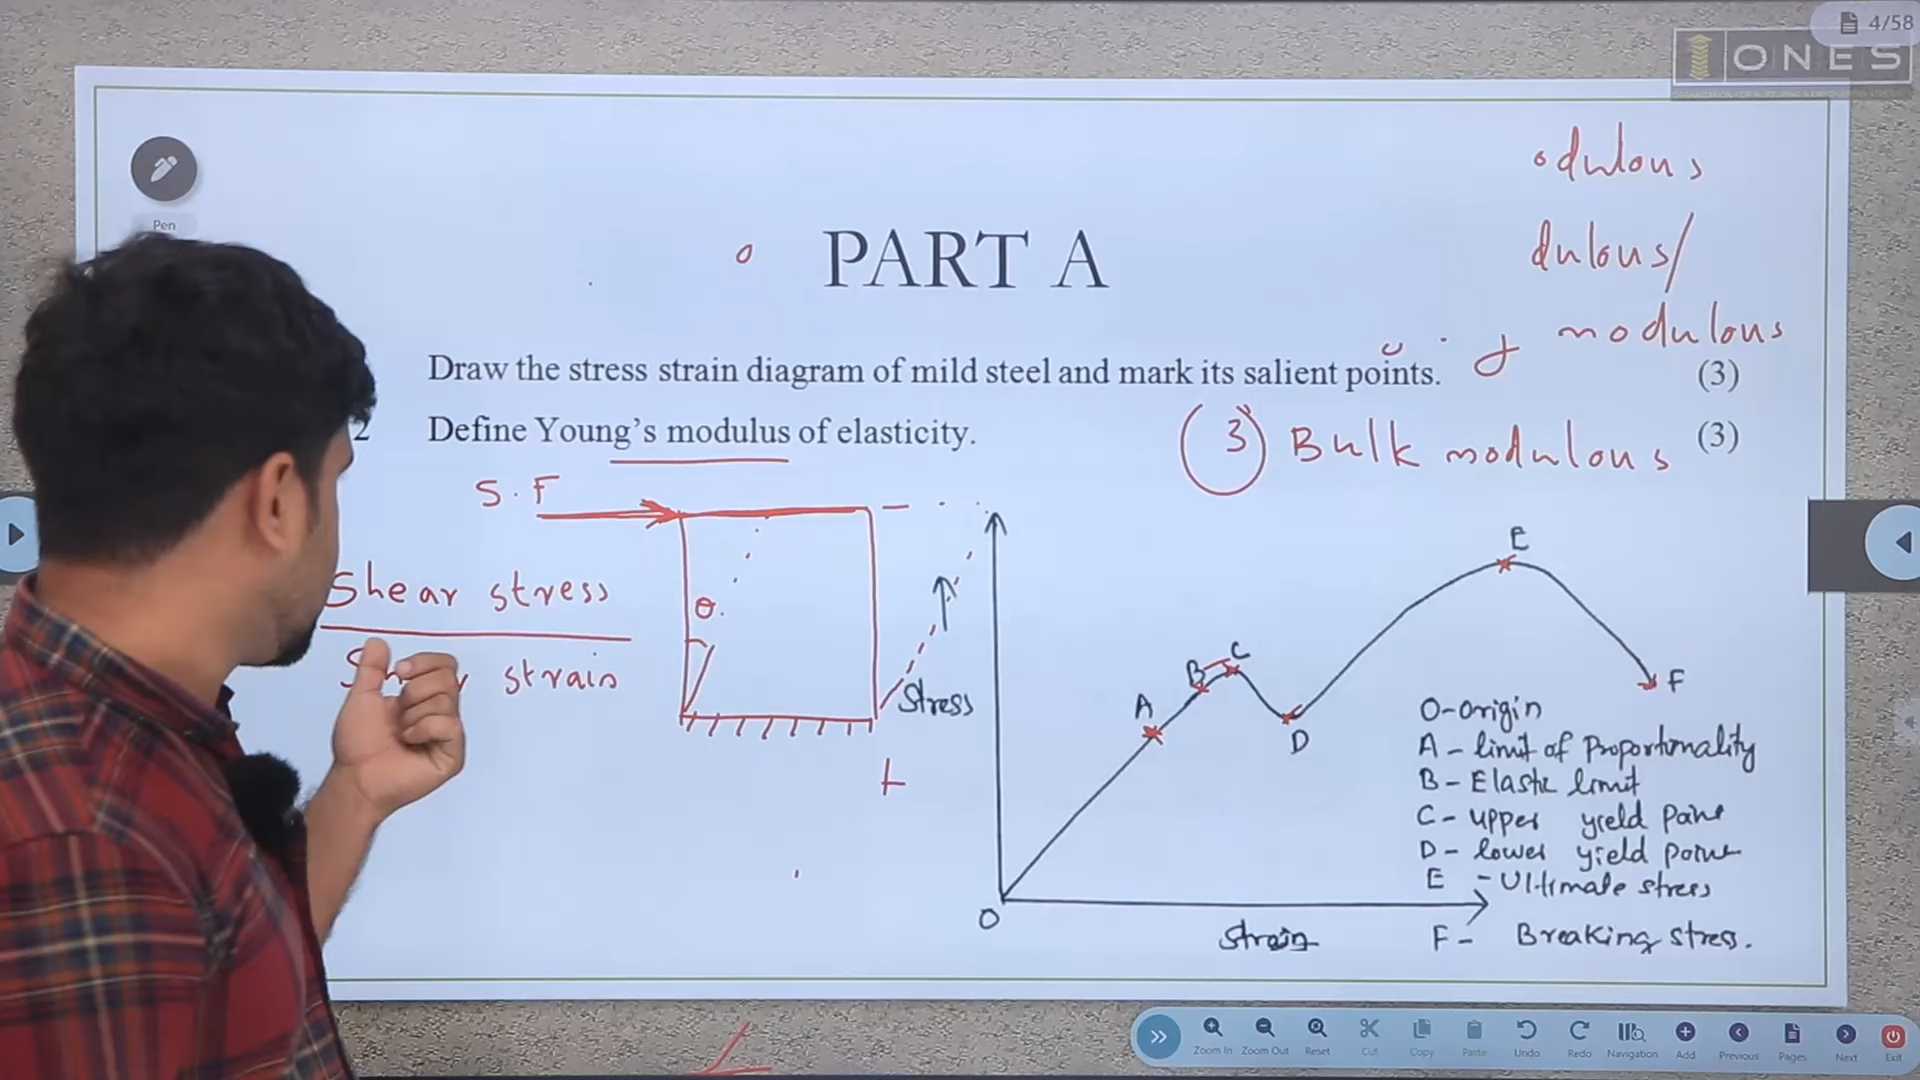 4/58
ONES
Pen
odulous
dulous/
modulous
PART A
Draw the stress strain diagram of mild steel and mark its salient points. (3)
2 Define Young's modulus of elasticity. (3)
3) Bulk modulous
S.F
Shear stress
strain
θ
Stress
O
A
B
C
D
E
F
Strain
O-origin
A - limit of Proportionality
B - Elastic limit
C - upper yield point
D - lower yield point
E - Ultimate stress
F - Breaking stress.
Zoom In
Zoom Out
Reset
Cut
Copy
Paste
Undo
Redo
Navigation
Add
Previous
Pages
Next
Exit